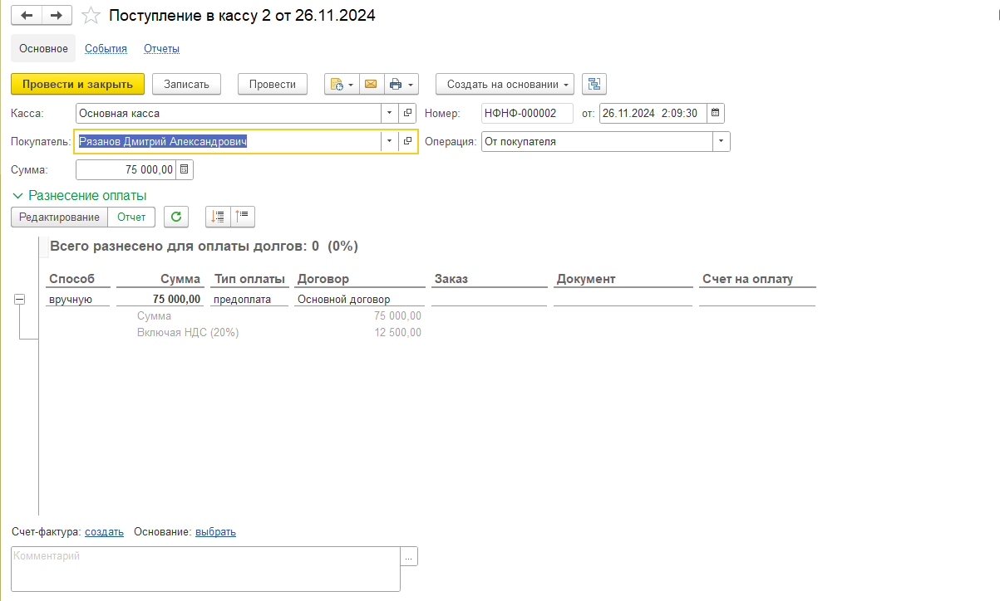 Поступление в кассу 2 от 26.11.2024
Основное События Отчеты
Провести и закрыть Записать Провести Создать на основании
Касса: Основная касса Номер: НФНФ-000002 от: 26.11.2024 2:09:30
Покупатель: Рязанов Дмитрий Александрович Операция: От покупателя
Сумма: 75 000,00
Разнесение оплаты
Редактирование Отчет
Всего разнесено для оплаты долгов: 0 (0%)
Способ Сумма Тип оплаты Договор Заказ Документ Счет на оплату
вручную 75 000,00 предоплата Основной договор
Сумма 75 000,00
Включая НДС (20%) 12 500,00
Счет-фактура: создать Основание: выбрать
Комментарий ...